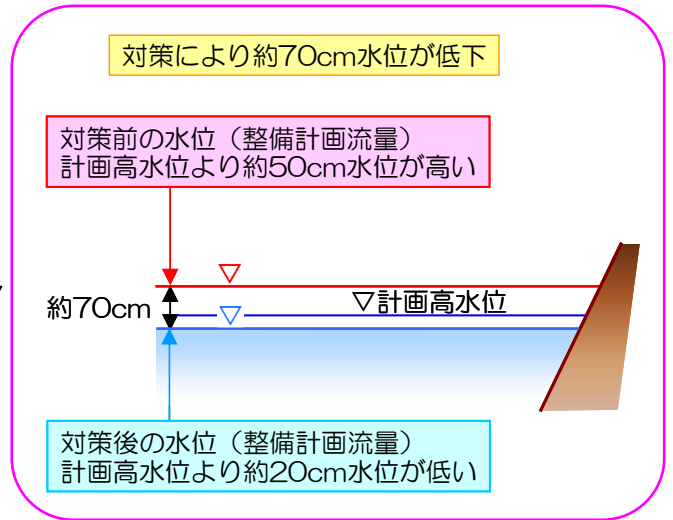 対策により約70cm水位が低下
対策前の水位（整備計画流量）
計画高水位より約50cm水位が高い
▽
約70cm
▽計画高水位
▽
対策後の水位（整備計画流量）
計画高水位より約20cm水位が低い